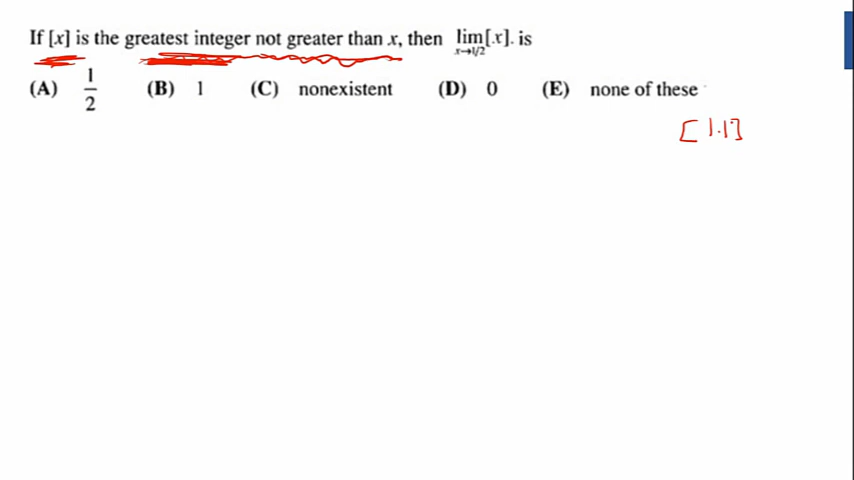 If [x] is the greatest integer not greater than x, then lim [x]. is
x→1/2
(A) 1/2 (B) 1 (C) nonexistent (D) 0 (E) none of these
[1.1]